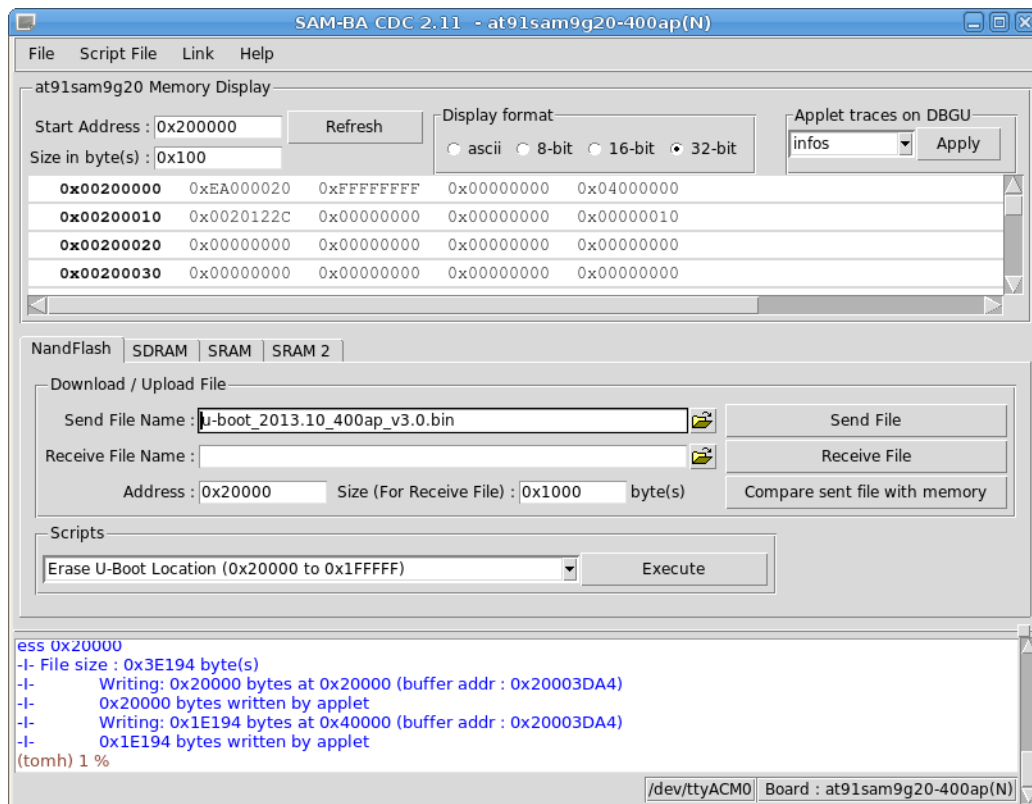 SAM-BA CDC 2.11 - at91sam9g20-400ap(N)
File Script File Link Help
at91sam9g20 Memory Display
Start Address : 0x200000 Refresh
Size in byte(s) : 0x100
Display format
ascii 8-bit 16-bit 32-bit
Applet traces on DBGU
infos Apply
0x00200000 0xEA000020 0xFFFFFFFF 0x00000000 0x04000000
0x00200010 0x0020122C 0x00000000 0x00000000 0x00000010
0x00200020 0x00000000 0x00000000 0x00000000 0x00000000
0x00200030 0x00000000 0x00000000 0x00000000 0x00000000
NandFlash SDRAM SRAM SRAM 2
Download / Upload File
Send File Name : u-boot_2013.10_400ap_v3.0.bin Send File
Receive File Name : Receive File
Address : 0x20000 Size (For Receive File) : 0x1000 byte(s) Compare sent file with memory
Scripts
Erase U-Boot Location (0x20000 to 0x1FFFFF) Execute
ess 0x20000
-I- File size : 0x3E194 byte(s)
-I- Writing: 0x20000 bytes at 0x20000 (buffer addr : 0x20003DA4)
-I- 0x20000 bytes written by applet
-I- Writing: 0x1E194 bytes at 0x40000 (buffer addr : 0x20003DA4)
-I- 0x1E194 bytes written by applet
(tomh) 1 %
/dev/ttyACM0 Board : at91sam9g20-400ap(N)